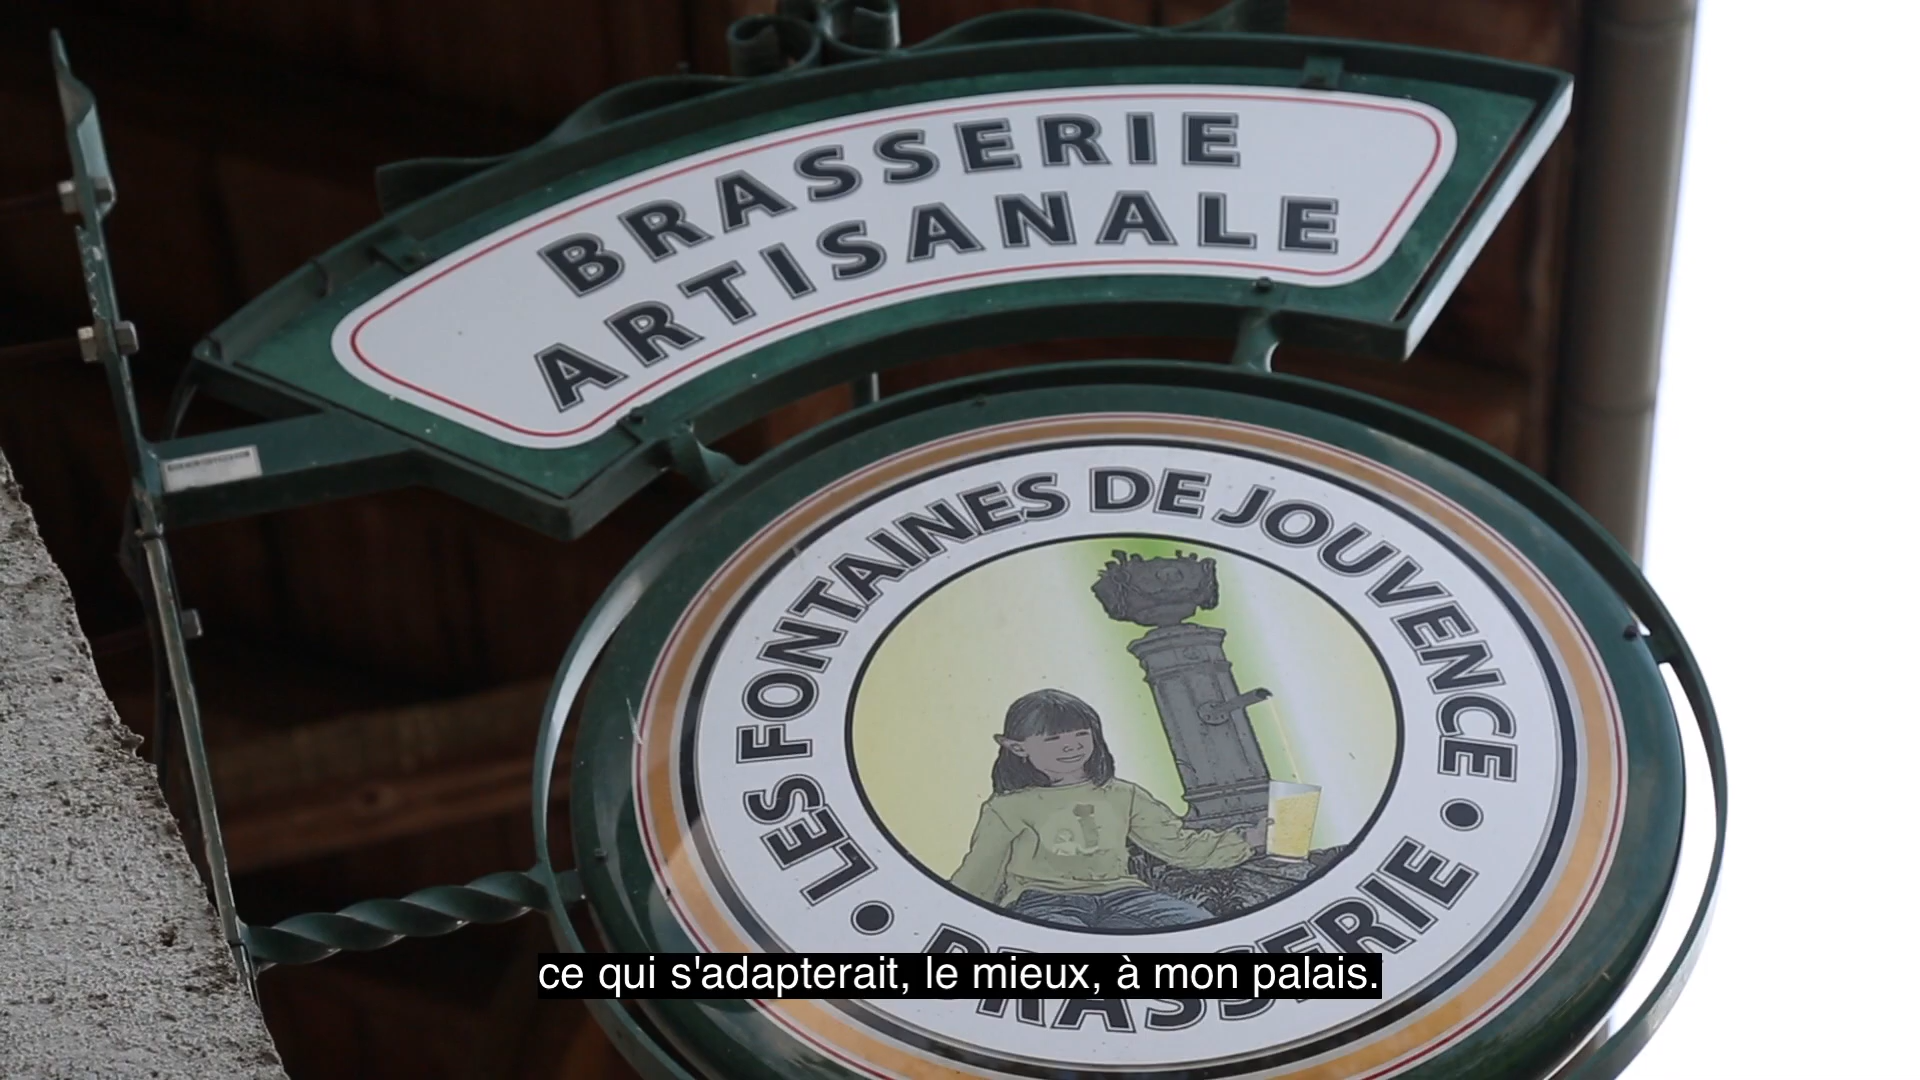 BRASSERIE
ARTISANALE
• LES FONTAINES DE JOUVENCE •
BRASSERIE
ce qui s'adapterait, le mieux, à mon palais.